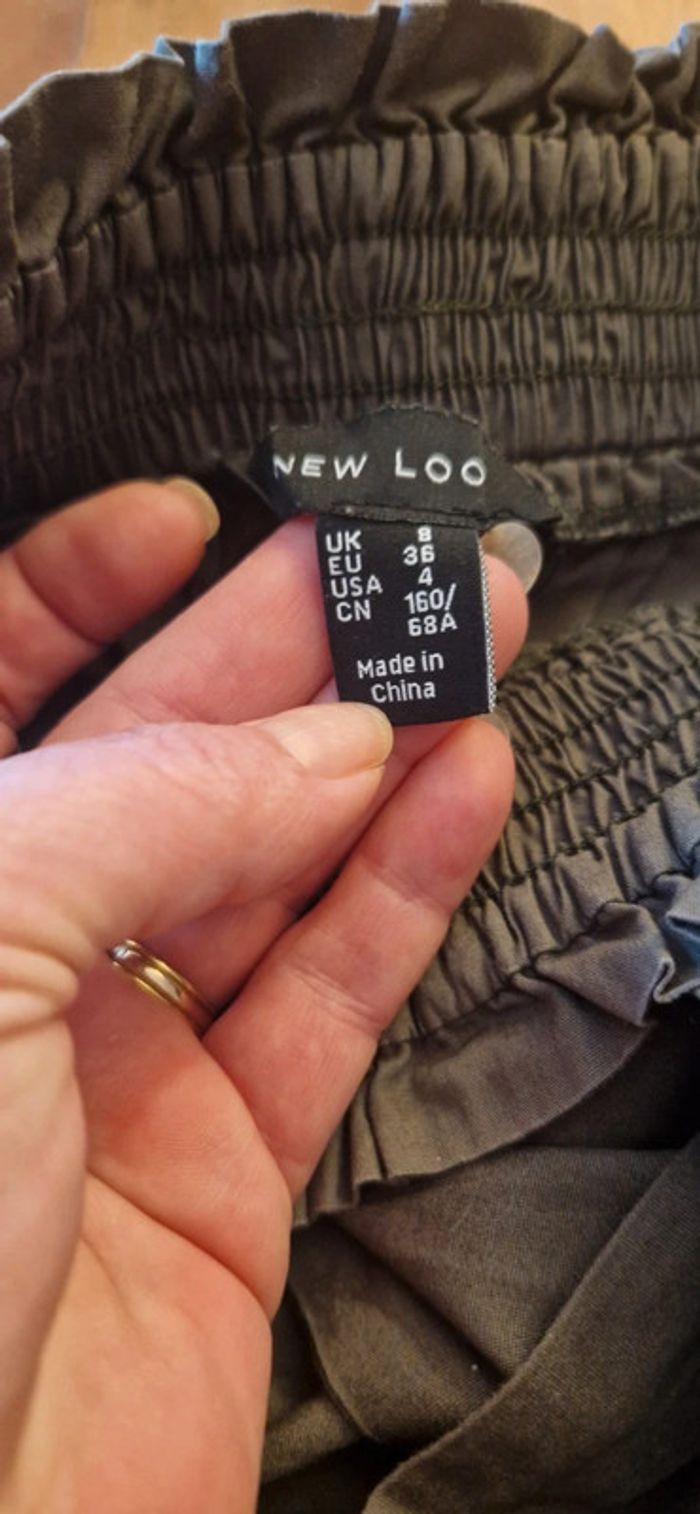 NEW LOO
UK 8
EU 36
USA 4
CN 160/
68A
Made in
China